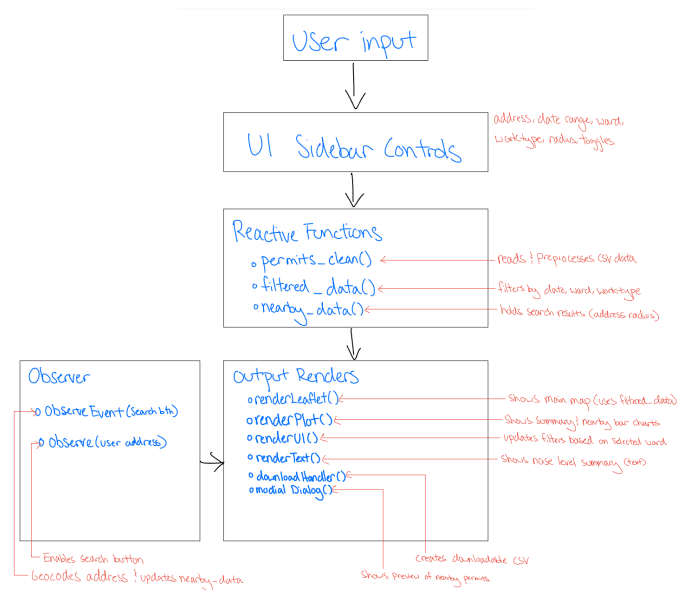 User input
UI Sidebar Controls
address, date range, ward,
worktype, radius, toggles
Reactive Functions
permits_clean()
reads & Preprocesses CSV data
filtered_data()
filters by date, ward, worktype
nearby_data()
holds search results (address radius)
Observer
ObserveEvent (search btn)
Observe (user address)
Enables search button
Geocodes address & updates nearby-data
Output Renders
renderLeaflet()
Shows main map (uses filtered_data)
renderPlot()
Shows summary & nearby bar charts
renderUI()
updates filters based on selected ward
renderText()
Shows noise level summary (text)
downloadHandler()
modial Dialog()
Creates downloadable CSV
Shows preview of nearby permits